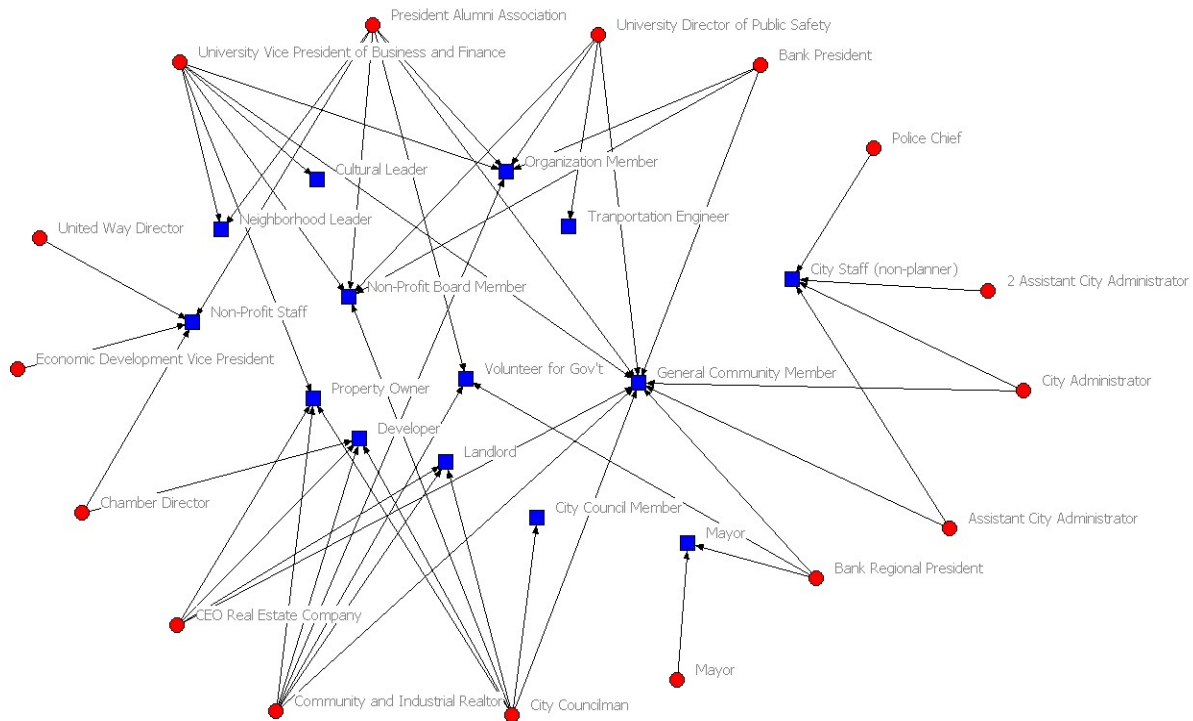 President Alumni Association
University Director of Public Safety
University Vice President of Business and Finance
Bank President
Police Chief
Organization Member
Cultural Leader
Tranportation Engineer
Neighborhood Leader
United Way Director
City Staff (non-planner)
2 Assistant City Administrator
Non-Profit Board Member
Non-Profit Staff
Economic Development Vice President
Volunteer for Gov't
General Community Member
City Administrator
Property Owner
Developer
Landlord
Chamber Director
City Council Member
Assistant City Administrator
Mayor
Bank Regional President
CEO Real Estate Company
Mayor
Community and Industrial Realtor
City Councilman